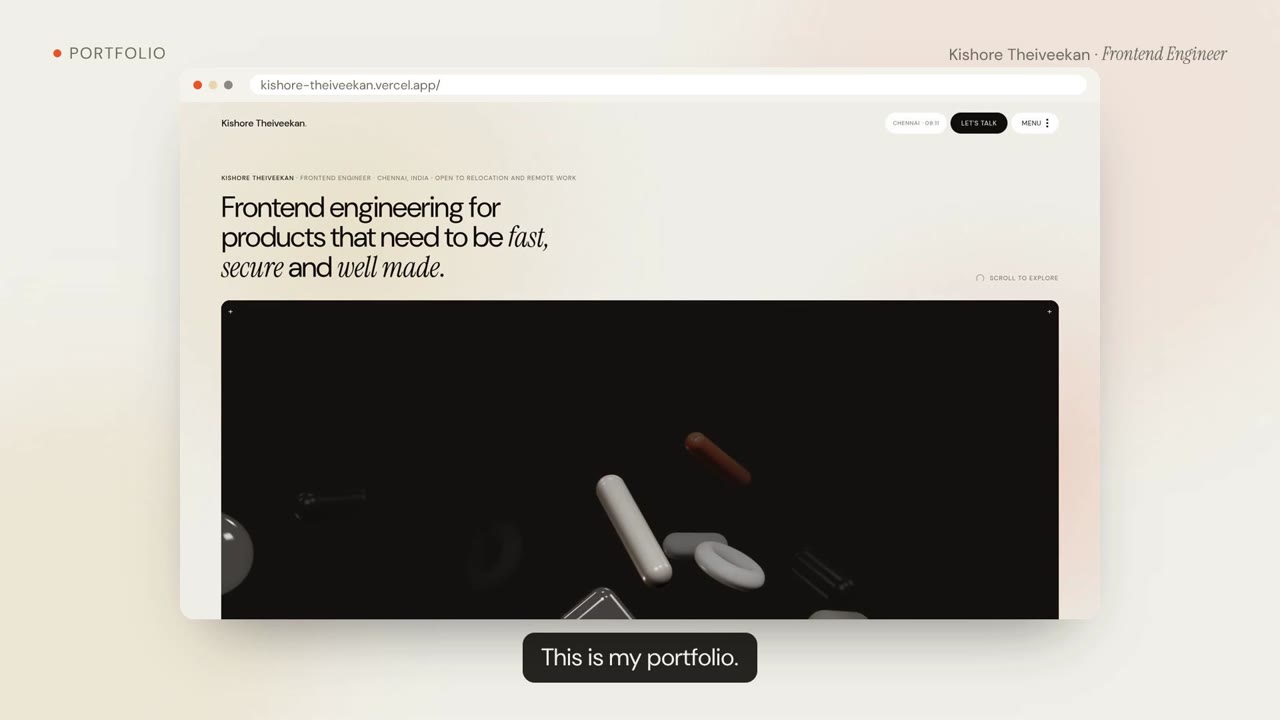 PORTFOLIO
Kishore Theiveekan · Frontend Engineer
kishore-theiveekan.vercel.app/
Kishore Theiveekan.
CHENNAI · 09:11
LET'S TALK
MENU
KISHORE THEIVEEKAN · FRONTEND ENGINEER · CHENNAI, INDIA · OPEN TO RELOCATION AND REMOTE WORK
Frontend engineering for
products that need to be fast,
secure and well made.
SCROLL TO EXPLORE
This is my portfolio.